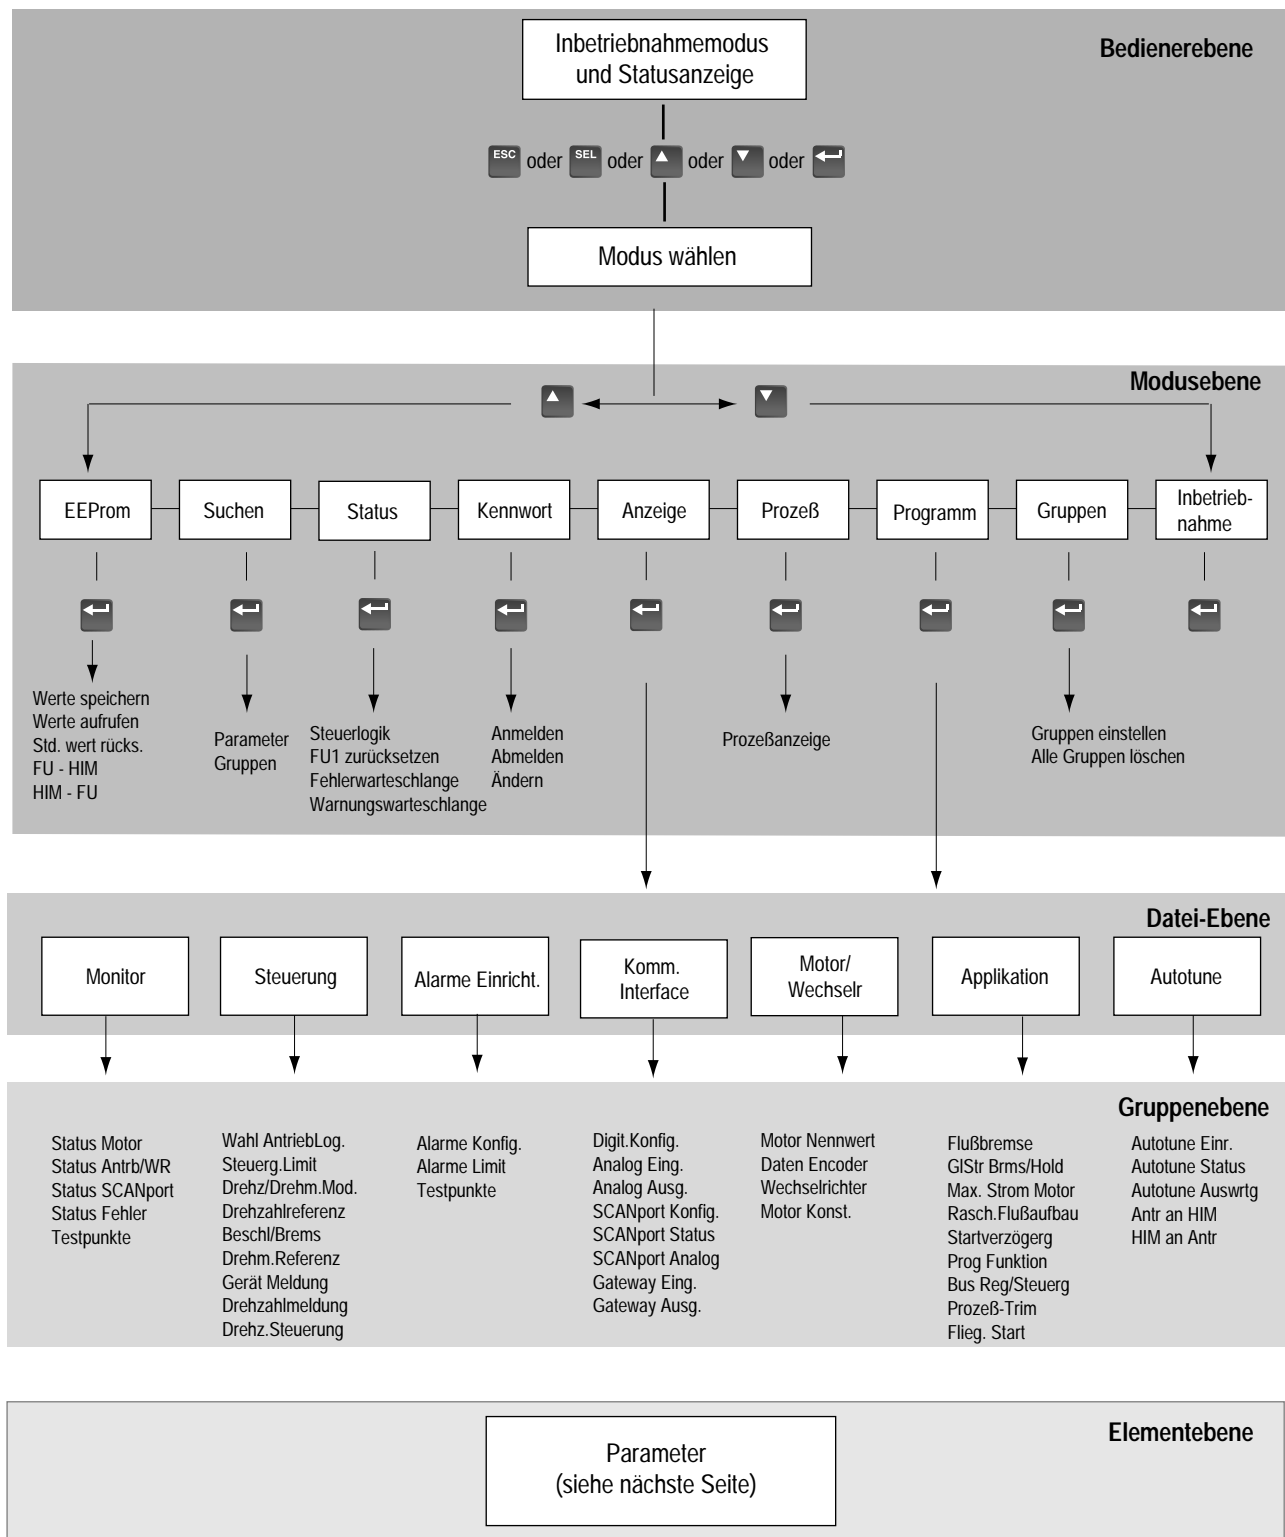 Inbetriebnahmemodus
und Statusanzeige
Bedienerebene
ESC oder SEL oder oder oder
Modus wählen
Modusebene
EEProm
Suchen
Status
Kennwort
Anzeige
Prozeß
Programm
Gruppen
Inbetrieb-
nahme
Werte speichern
Werte aufrufen
Std. wert rücks.
FU - HIM
HIM - FU
Parameter
Gruppen
Steuerlogik
FU1 zurücksetzen
Fehlerwarteschlange
Warnungswarteschlange
Anmelden
Abmelden
Ändern
Prozeßanzeige
Gruppen einstellen
Alle Gruppen löschen
Datei-Ebene
Monitor
Steuerung
Alarme Einricht.
Komm.
Interface
Motor/
Wechselr
Applikation
Autotune
Gruppenebene
Status Motor
Status Antrb/WR
Status SCANport
Status Fehler
Testpunkte
Wahl AntriebLog.
Steuerg.Limit
Drehz/Drehm.Mod.
Drehzahlreferenz
Beschl/Brems
Drehm.Referenz
Gerät Meldung
Drehzahlmeldung
Drehz.Steuerung
Alarme Konfig.
Alarme Limit
Testpunkte
Digit.Konfig.
Analog Eing.
Analog Ausg.
SCANport Konfig.
SCANport Status
SCANport Analog
Gateway Eing.
Gateway Ausg.
Motor Nennwert
Daten Encoder
Wechselrichter
Motor Konst.
Flußbremse
GlStr Brms/Hold
Max. Strom Motor
Rasch.Flußaufbau
Startverzögerg
Prog Funktion
Bus Reg/Steuerg
Prozeß-Trim
Flieg. Start
Autotune Einr.
Autotune Status
Autotune Auswrtg
Antr an HIM
HIM an Antr
Elementebene
Parameter
(siehe nächste Seite)